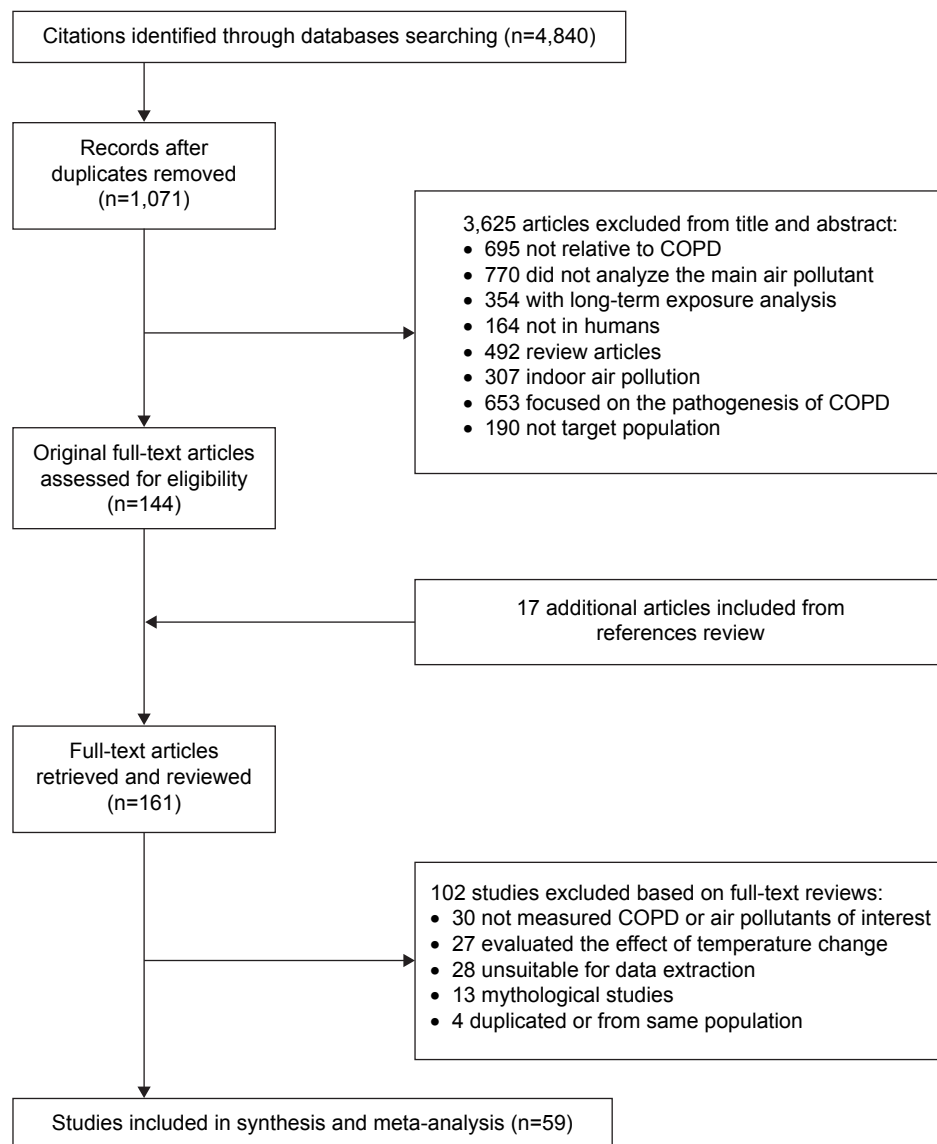 Citations identified through databases searching (n=4,840)
Records after
duplicates removed
(n=1,071)
3,625 articles excluded from title and abstract:
• 695 not relative to COPD
• 770 did not analyze the main air pollutant
• 354 with long-term exposure analysis
• 164 not in humans
• 492 review articles
• 307 indoor air pollution
• 653 focused on the pathogenesis of COPD
• 190 not target population
Original full-text articles
assessed for eligibility
(n=144)
17 additional articles included from
references review
Full-text articles
retrieved and reviewed
(n=161)
102 studies excluded based on full-text reviews:
• 30 not measured COPD or air pollutants of interest
• 27 evaluated the effect of temperature change
• 28 unsuitable for data extraction
• 13 mythological studies
• 4 duplicated or from same population
Studies included in synthesis and meta-analysis (n=59)